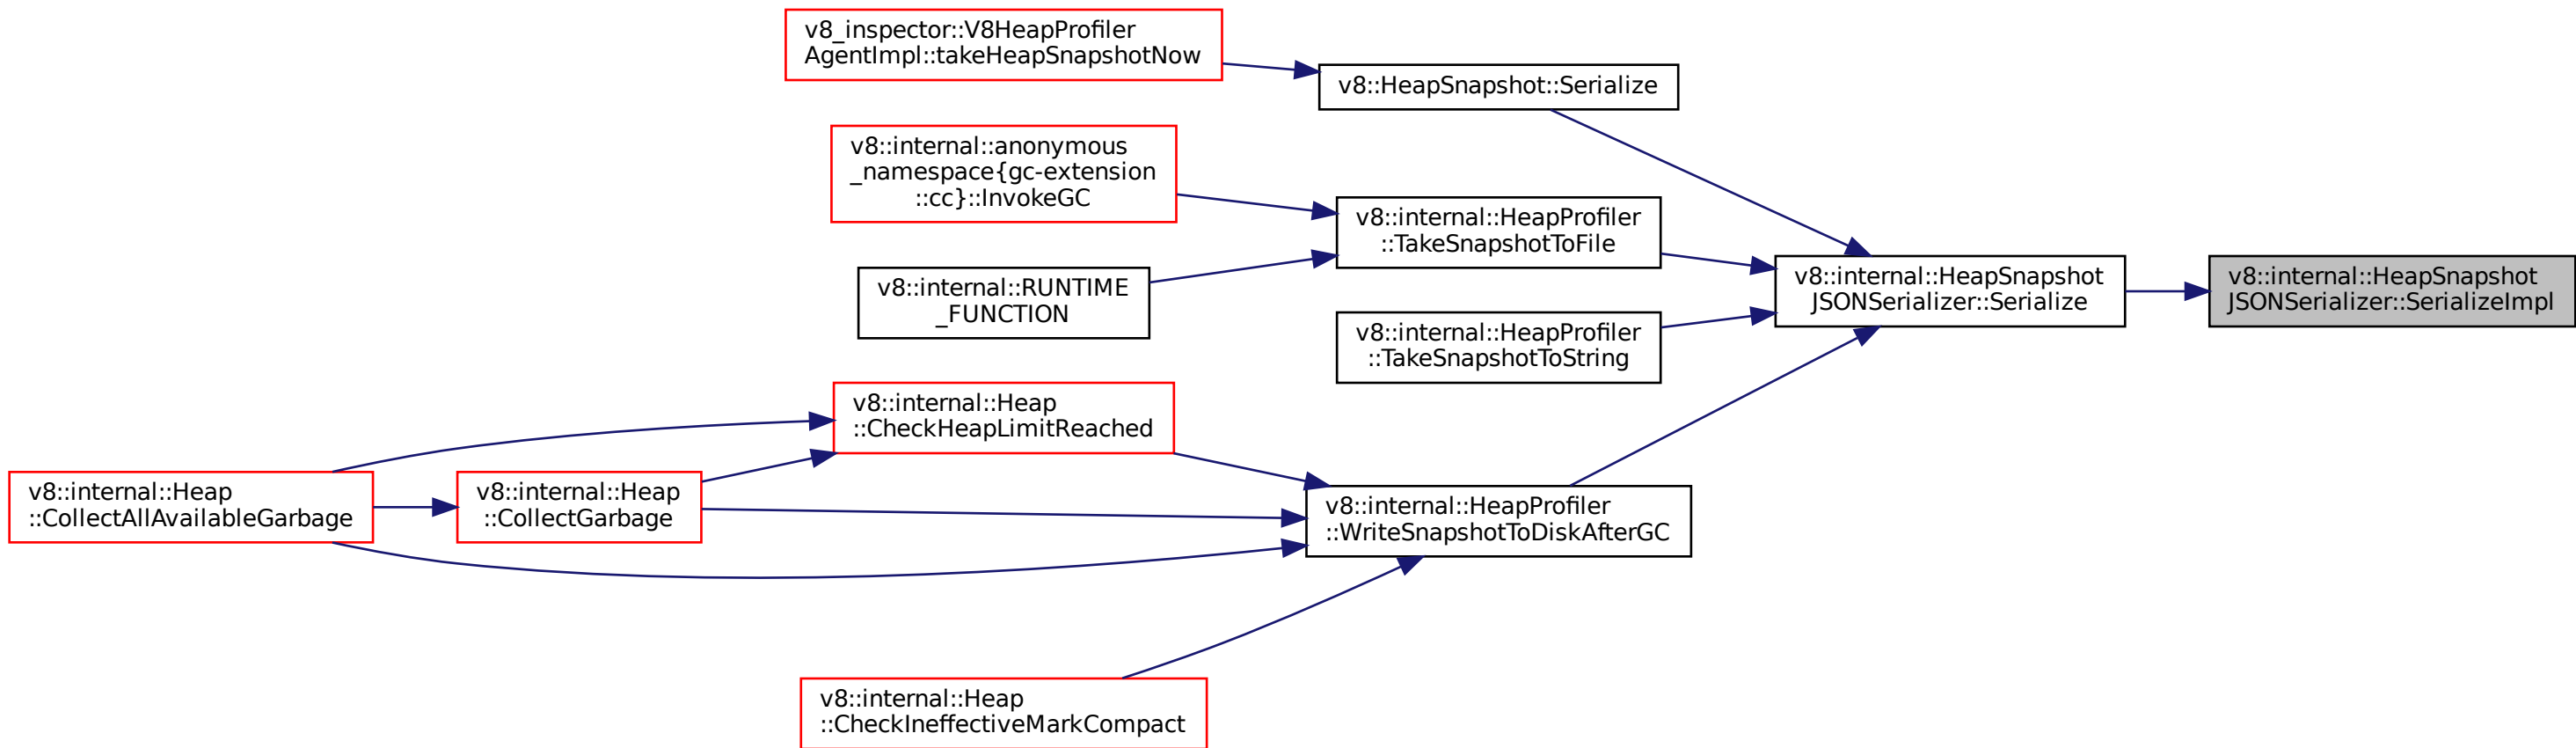 v8_inspector::V8HeapProfiler
AgentImpl::takeHeapSnapshotNow
v8::HeapSnapshot::Serialize
v8::internal::anonymous
_namespace{gc-extension
::cc}::InvokeGC
v8::internal::HeapProfiler
::TakeSnapshotToFile
v8::internal::RUNTIME
_FUNCTION
v8::internal::HeapSnapshot
JSONSerializer::Serialize
v8::internal::HeapSnapshot
JSONSerializer::SerializeImpl
v8::internal::HeapProfiler
::TakeSnapshotToString
v8::internal::Heap
::CheckHeapLimitReached
v8::internal::Heap
::CollectAllAvailableGarbage
v8::internal::Heap
::CollectGarbage
v8::internal::HeapProfiler
::WriteSnapshotToDiskAfterGC
v8::internal::Heap
::CheckIneffectiveMarkCompact